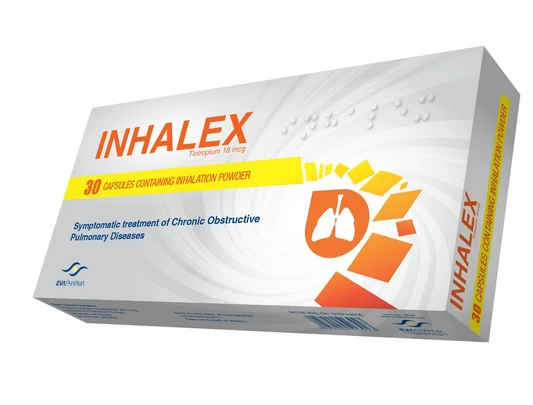 INHALEX
Tiotropium 18 mcg
30 CAPSULES CONTAINING INHALATION POWDER
Symptomatic treatment of Chronic Obstructive
Pulmonary Diseases
EVAPHARMA
INHALEX
30 CAPSULES CONTAINING INHALATION POWDER